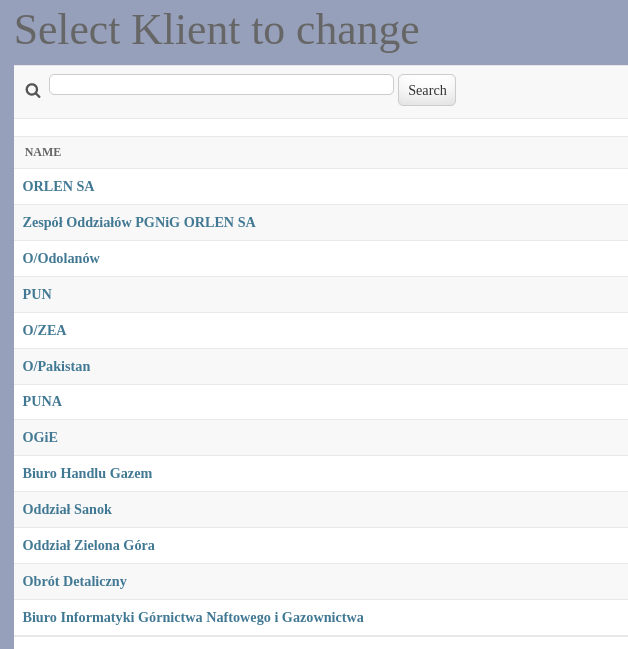 Select Klient to change
Search
NAME
ORLEN SA
Zespół Oddziałów PGNiG ORLEN SA
O/Odolanów
PUN
O/ZEA
O/Pakistan
PUNA
OGiE
Biuro Handlu Gazem
Oddział Sanok
Oddział Zielona Góra
Obrót Detaliczny
Biuro Informatyki Górnictwa Naftowego i Gazownictwa